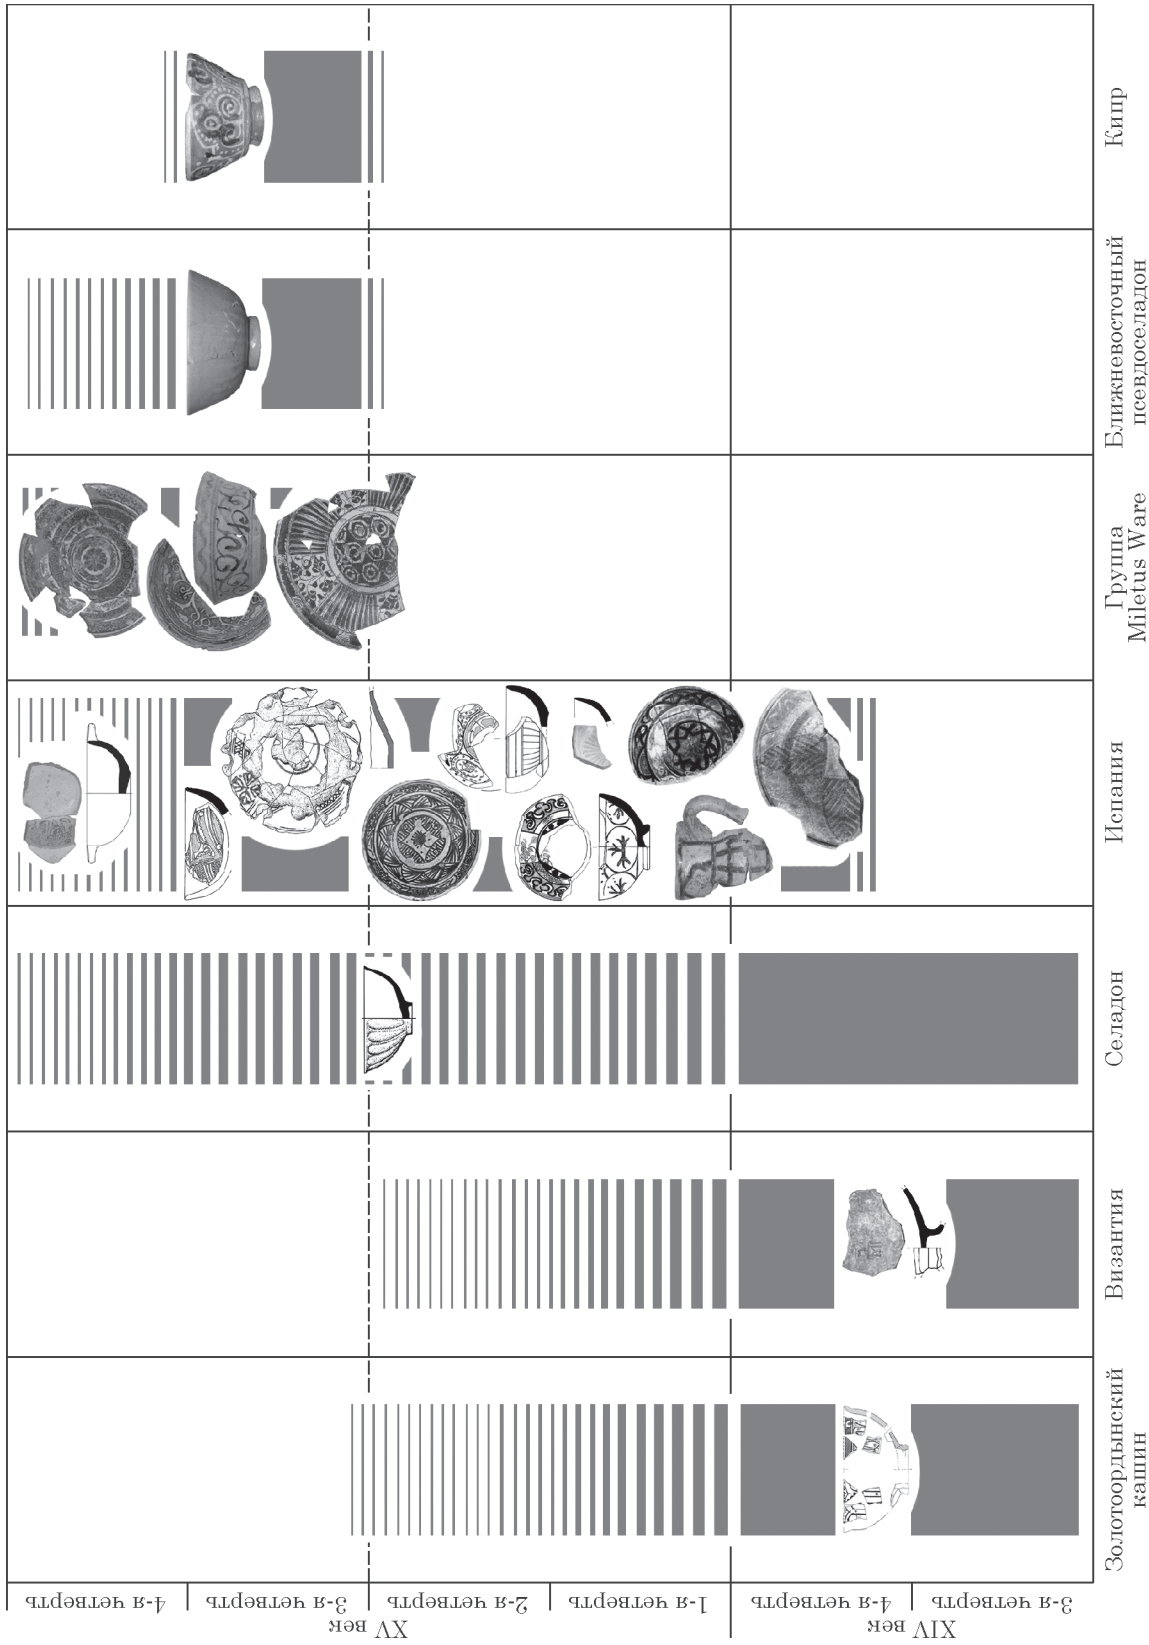 Золотоордынский
кашин
Византия
Селадон
Испания
Группа
Miletus Ware
Ближневосточный
псевдоселадон
Кипр
XV век
4-я четверть
3-я четверть
2-я четверть
1-я четверть
XIV век
4-я четверть
3-я четверть